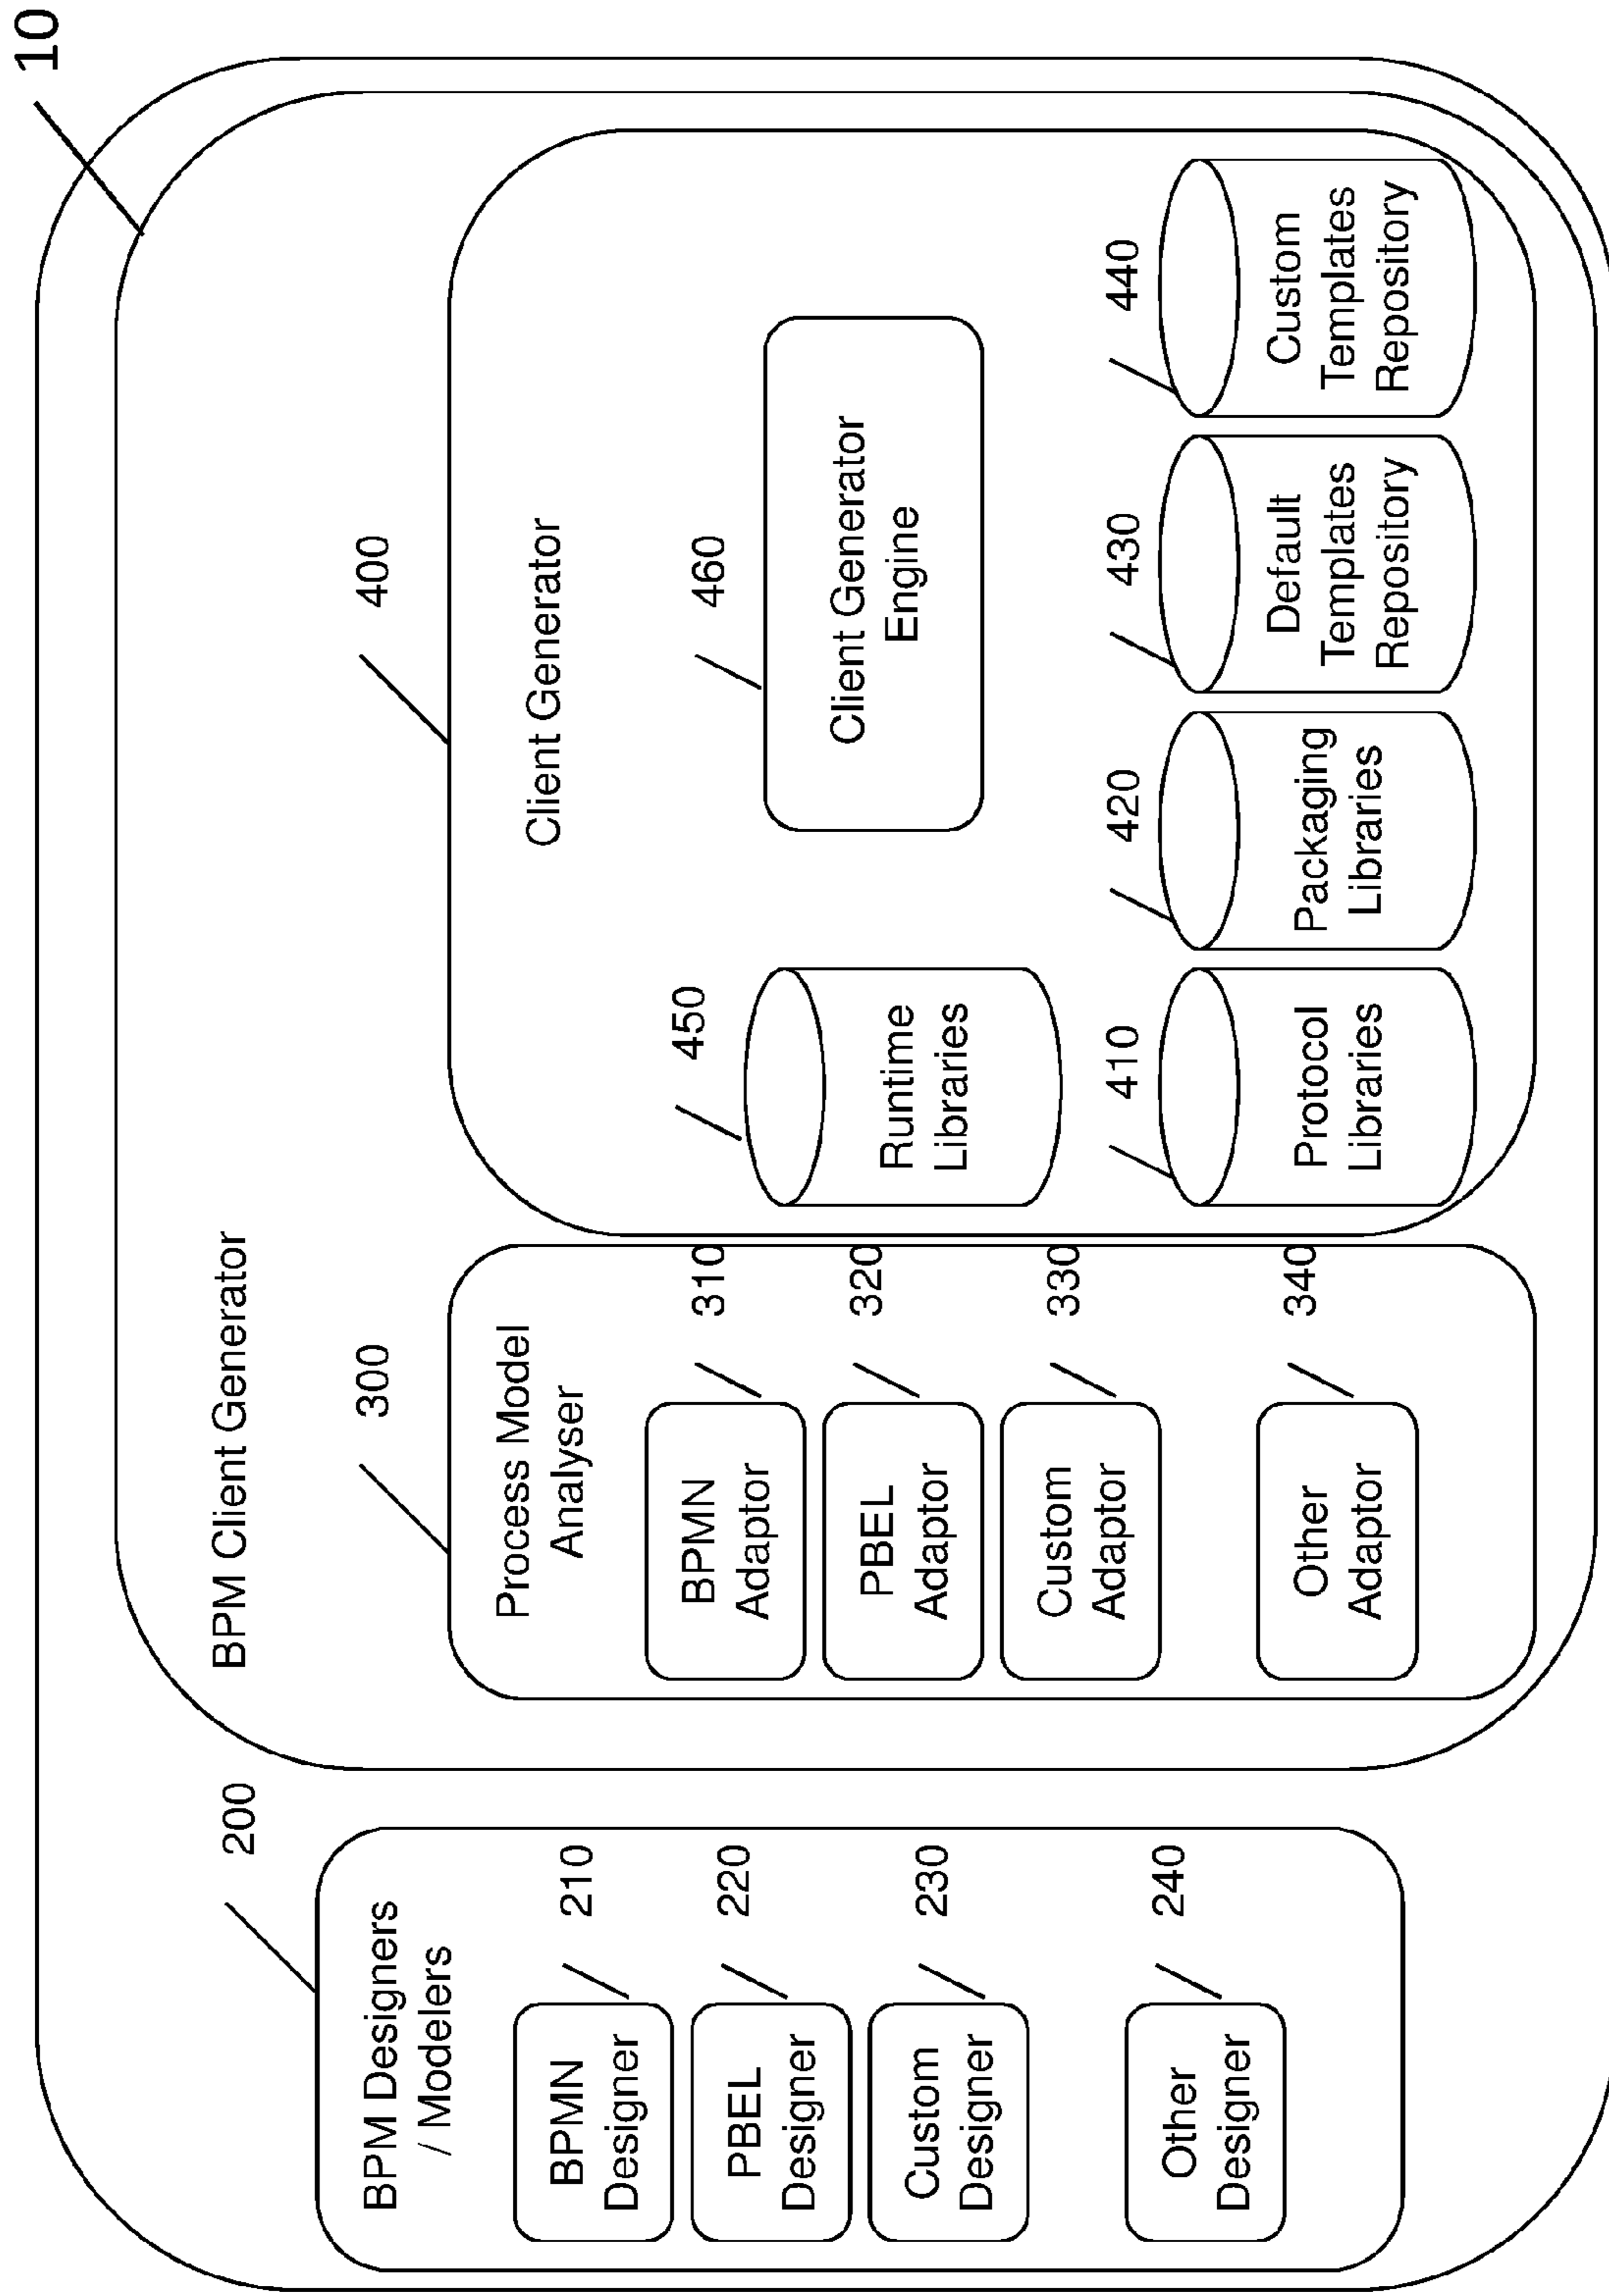 10
BPM Client Generator
200
BPM Designers
/ Modelers
BPMN
Designer
210
PBEL
Designer
220
Custom
Designer
230
Other
Designer
240
300
Process Model
Analyser
BPMN
Adaptor
310
PBEL
Adaptor
320
Custom
Adaptor
330
Other
Adaptor
340
400
Client Generator
450
Runtime
Libraries
460
Client Generator
Engine
410
Protocol
Libraries
420
Packaging
Libraries
430
Default
Templates
Repository
440
Custom
Templates
Repository